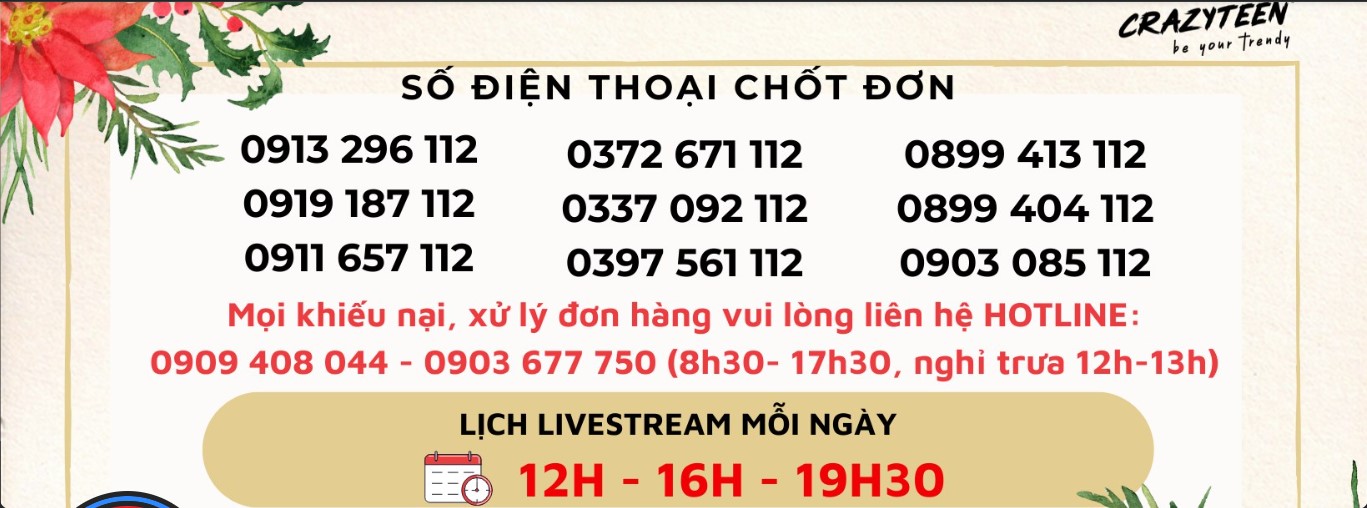 CRAZYTEEN
be your Trendy
SỐ ĐIỆN THOẠI CHỐT ĐƠN
0913 296 112 0372 671 112 0899 413 112
0919 187 112 0337 092 112 0899 404 112
0911 657 112 0397 561 112 0903 085 112
Mọi khiếu nại, xử lý đơn hàng vui lòng liên hệ HOTLINE:
0909 408 044 - 0903 677 750 (8h30- 17h30, nghỉ trưa 12h-13h)
LỊCH LIVESTREAM MỖI NGÀY
12H - 16H - 19H30